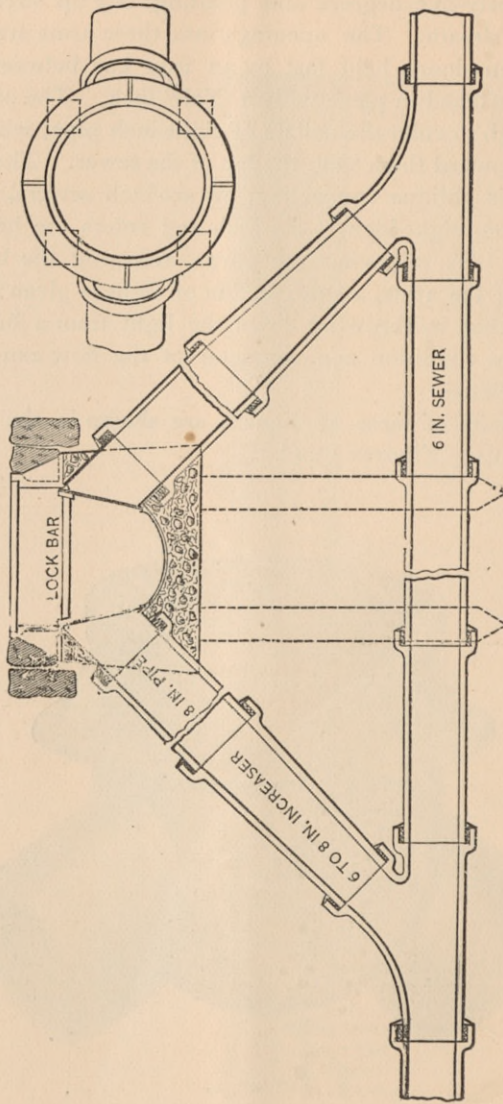 LOCK BAR
8 IN. PIPE
6 TO 8 IN. INCREASER
6 IN. SEWER